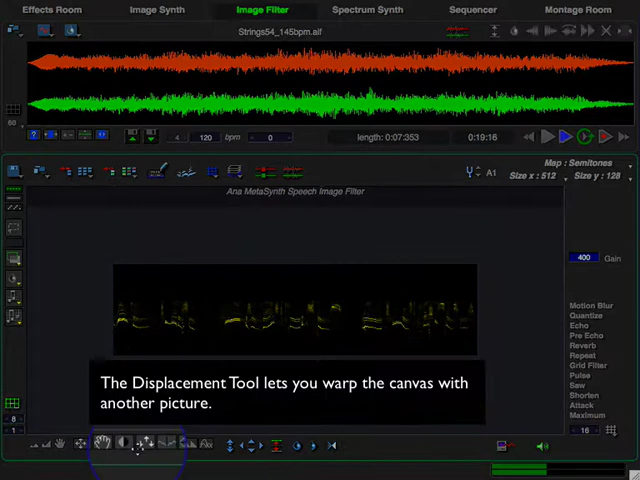 Effects Room Image Synth Image Filter Spectrum Synth Sequencer Montage Room
Strings54_145bpm.aif
60
4 120 bpm 0 length: 0:07:353 0:19:16
A1
Map : Semitones
Size x : 512 Size y : 128
Ana MetaSynth Speech Image Filter
400 Gain
Motion Blur
Quantize
Echo
Pre Echo
Reverb
Repeat
Grid Filter
Pulse
Saw
Shorten
Attack
Maximum
The Displacement Tool lets you warp the canvas with
another picture.
8
1
16